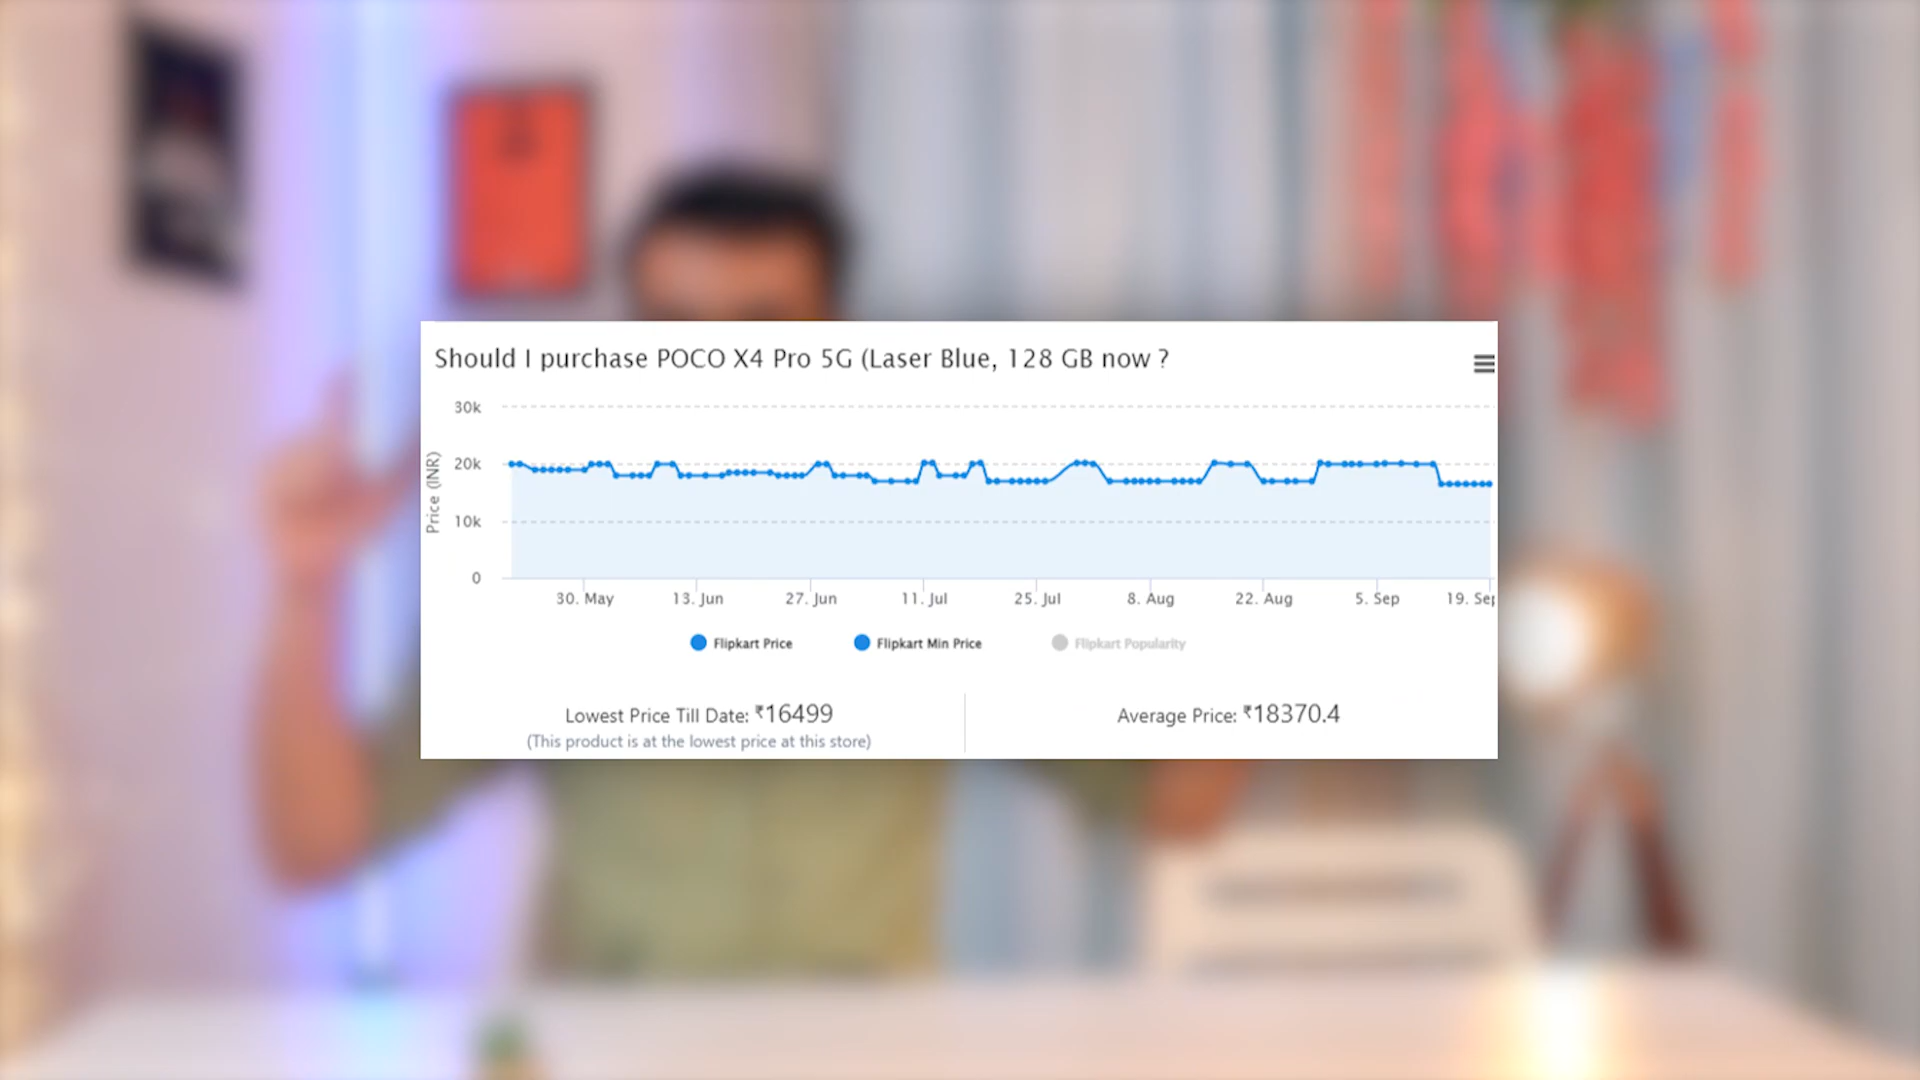 Should I purchase POCO X4 Pro 5G (Laser Blue, 128 GB now ?
30k
20k
10k
0
Price (INR)
30. May 13. Jun 27. Jun 11. Jul 25. Jul 8. Aug 22. Aug 5. Sep 19. Sep
Flipkart Price Flipkart Min Price Flipkart Popularity
Lowest Price Till Date: ₹16499
(This product is at the lowest price at this store)
Average Price: ₹18370.4